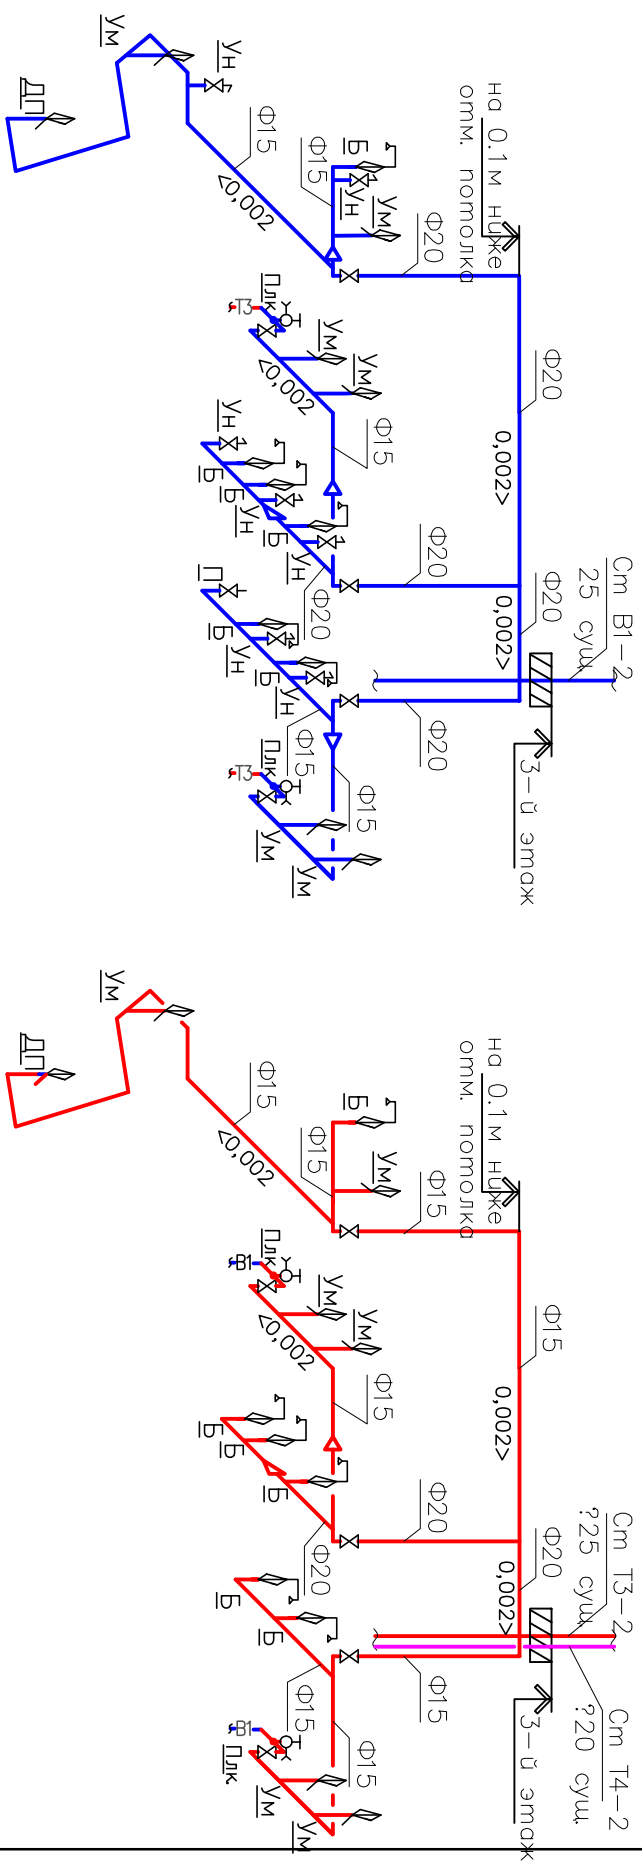 Ст В1-2
25 сущ.
3-й этаж
на 0.1м ниже
отм. потолка
Ф20
0,002>
Ф20
0,002>
Ф20
Ф20
Ф20
Ум
Ун
ДП
Ф15
<0,002
Б
Ф15
Ун
Ум
Т3
Плк
Ум
Ум
<0,002
Ф15
Ун
Б
Б
Ун
Б
Ун
Ф20
П
Б
Ун
Ун
Ф15
Т3
Плк
Ф15
Ум
Ум
Ст Т3-2
?25 сущ.
Ст Т4-2
?20 сущ.
3-й этаж
на 0.1м ниже
отм. потолка
Ф15
0,002>
Ф20
0,002>
Ф15
Ф20
Ф15
Ум
ДП
Ф15
<0,002
Б
Ф15
Ум
В1
Плк
Ум
Ум
<0,002
Ф15
Б
Б
Б
Ф20
Б
Б
Ф15
В1
Плк
Ф15
Ум
Ум